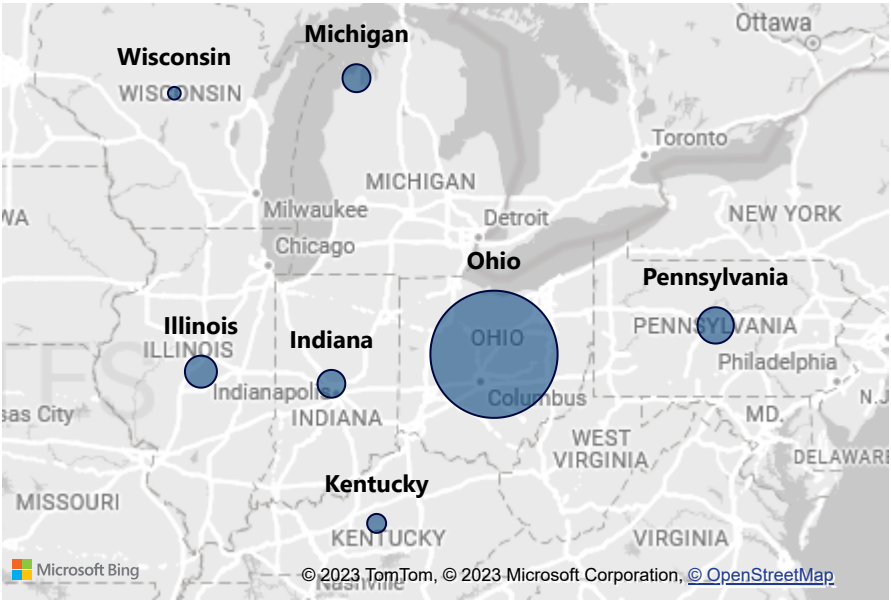 Ottawa
Michigan
Wisconsin
WISCONSIN
Toronto
MICHIGAN
Milwaukee
Detroit
NEW YORK
WA
Chicago
Ohio
Pennsylvania
Illinois
Indiana
OHIO
PENNSYLVANIA
ILLINOIS
Philadelphia
ES
Indianapolis
Columbus
N.J.
sas City
INDIANA
MD.
WEST
VIRGINIA
DELAWARE
Kentucky
MISSOURI
KENTUCKY
VIRGINIA
Microsoft Bing
© 2023 TomTom, © 2023 Microsoft Corporation, © OpenStreetMap
Nashville